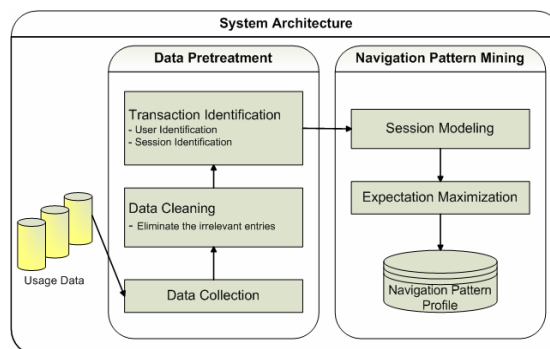 System Architecture
Data Pretreatment
Transaction Identification
- User Identification
- Session Identification
Data Cleaning
- Eliminate the irrelevant entries
Data Collection
Usage Data
Navigation Pattern Mining
Session Modeling
Expectation Maximization
Navigation Pattern
Profile